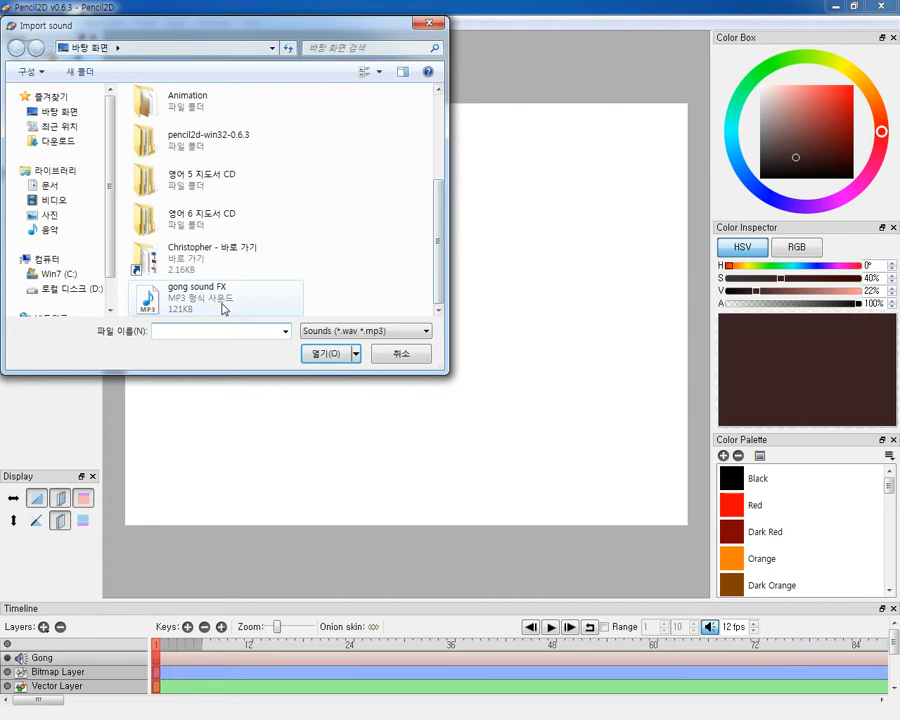 Pencil2D v0.6.3 - Pencil2D
Import sound
바탕 화면
바탕 화면 검색
구성
새 폴더
즐겨찾기
바탕 화면
최근 위치
다운로드
라이브러리
문서
비디오
사진
음악
컴퓨터
Win7 (C:)
로컬 디스크 (D:)
Animation
파일 폴더
pencil2d-win32-0.6.3
파일 폴더
영어 5 지도서 CD
파일 폴더
영어 6 지도서 CD
파일 폴더
Christopher - 바로 가기
바로 가기
2.16KB
gong sound FX
MP3 형식 사운드
121KB
MP3
파일 이름(N):
Sounds (*.wav *.mp3)
열기(O)
취소
Color Box
Color Inspector
HSV
RGB
H 0°
S 40%
V 22%
A 100%
Color Palette
Black
Red
Dark Red
Orange
Dark Orange
Display
Timeline
Layers:
Keys:
Zoom:
Onion skin:
Range
1
10
12 fps
1 12 24 36 48 60 72 84
Gong
Bitmap Layer
Vector Layer